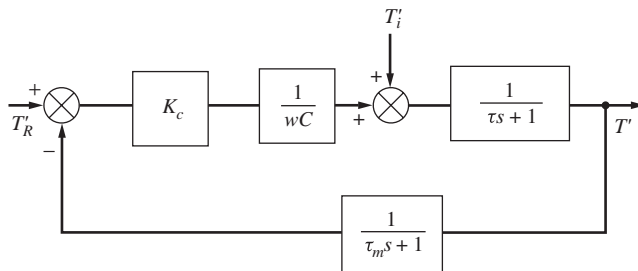 T′_i
+
+
T′_R
−
K_c
1
wC
+
1
τs + 1
T′
1
τ_m s + 1